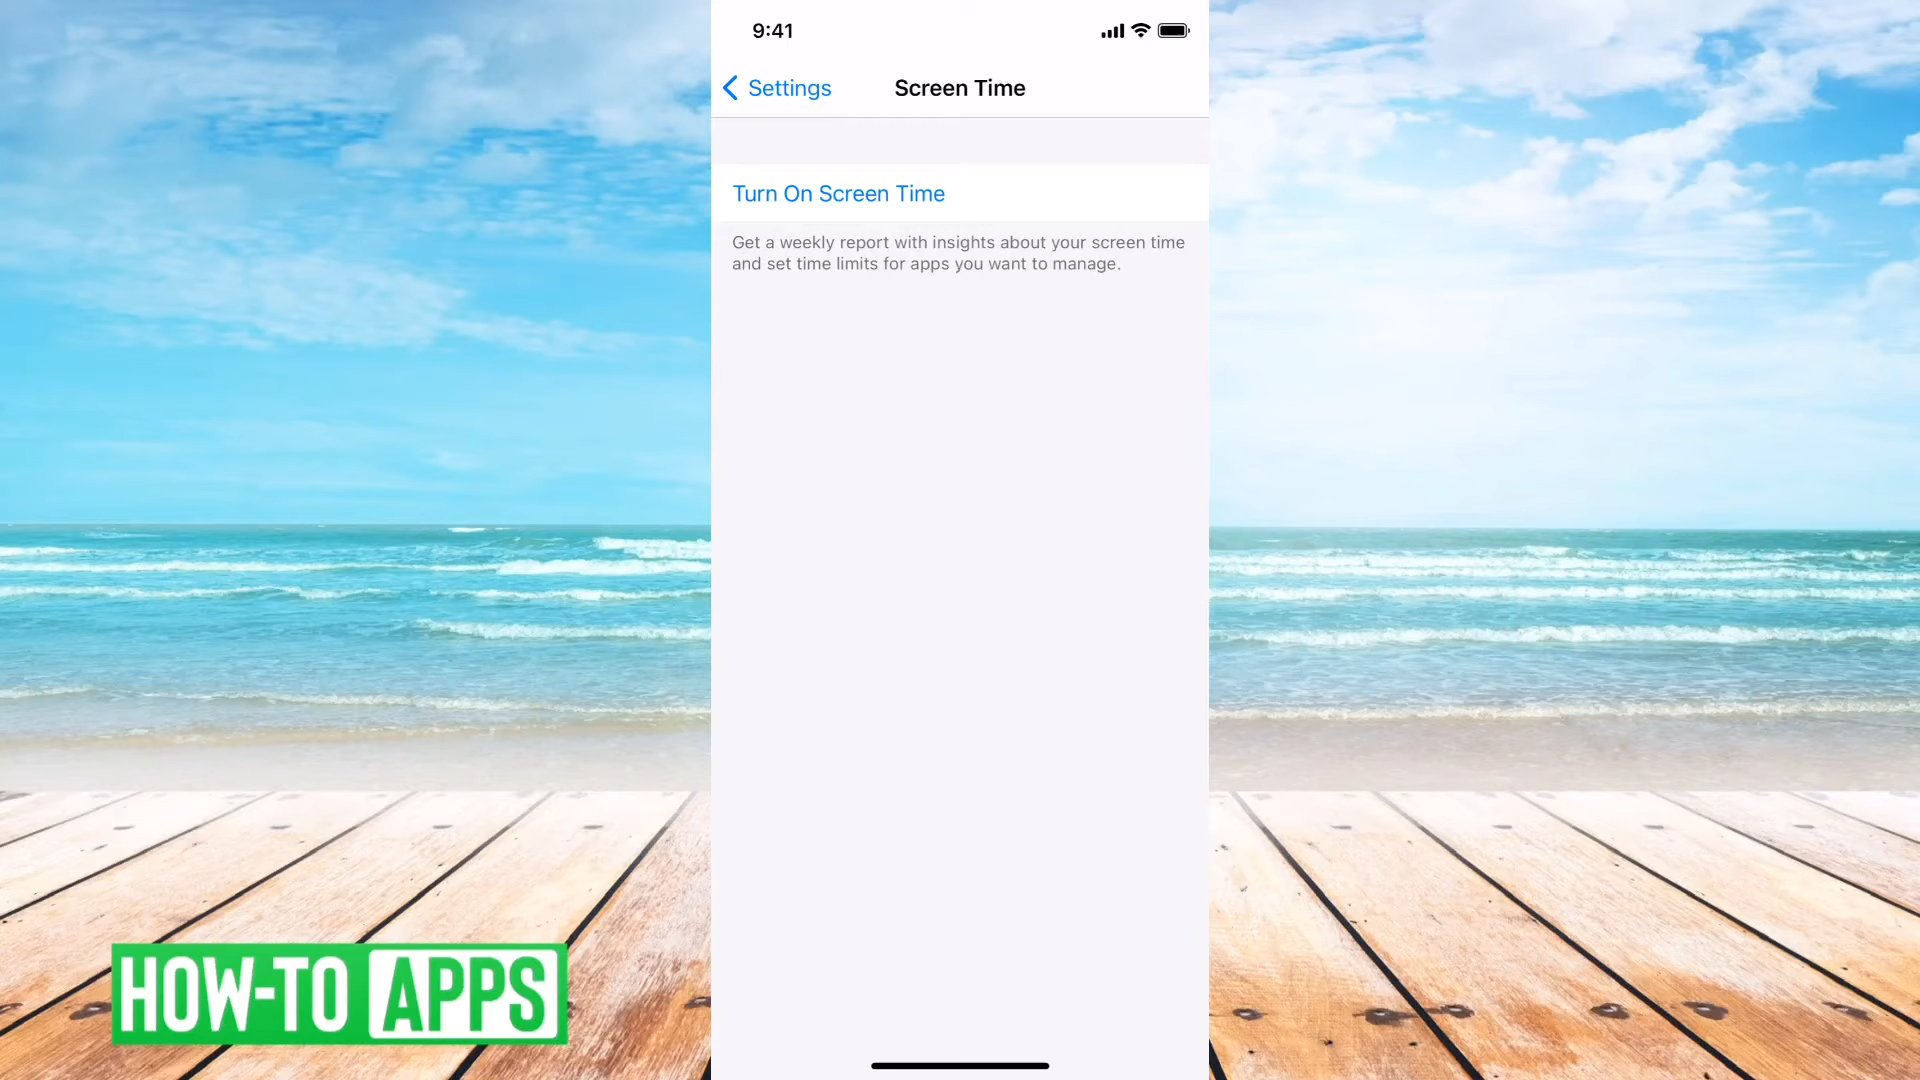 9:41
Settings
Screen Time
Turn On Screen Time
Get a weekly report with insights about your screen time
and set time limits for apps you want to manage.
HOW-TO APPS